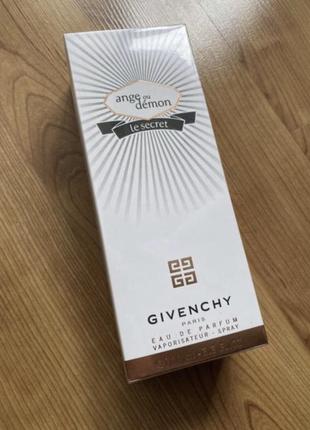 ange ou
démon
le secret
GIVENCHY
PARIS
EAU DE PARFUM
VAPORISATEUR - SPRAY